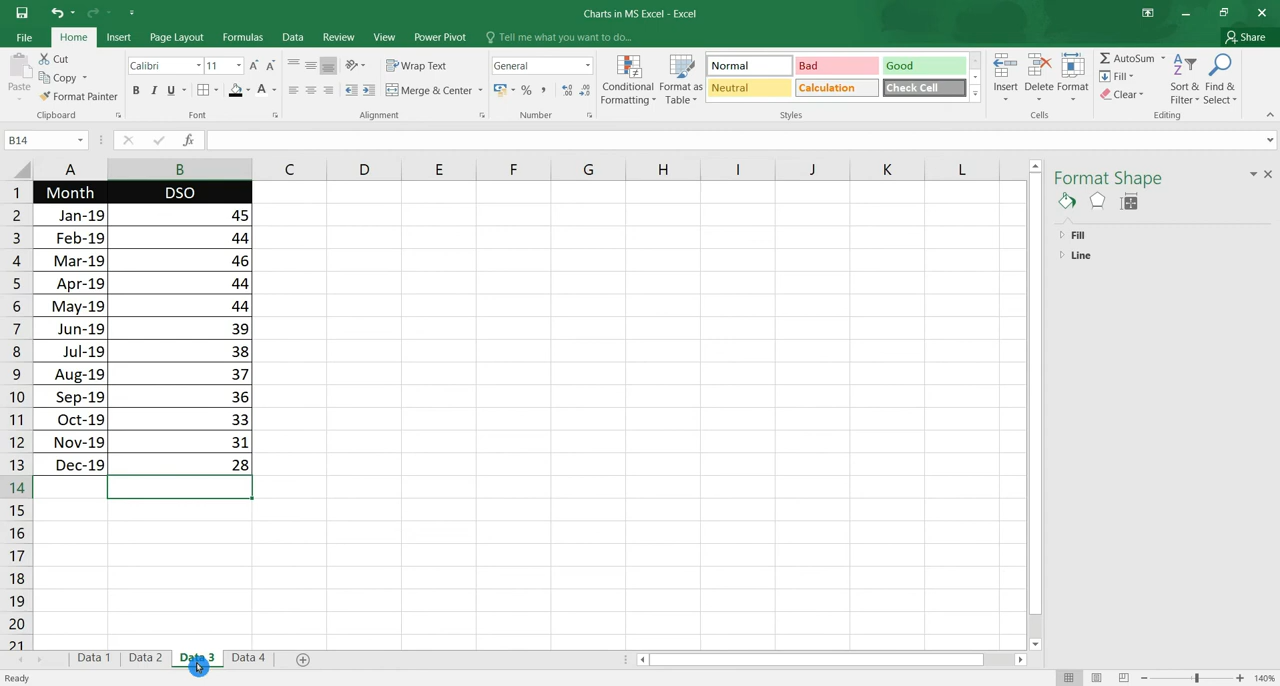 Charts in MS Excel - Excel
File Home Insert Page Layout Formulas Data Review View Power Pivot Tell me what you want to do... Share
Paste
Cut
Copy
Format Painter
Clipboard
Calibri 11
B I U A
Font
Wrap Text
Merge & Center
Alignment
General
% ,
Number
Conditional Formatting
Format as Table
Normal Bad Good
Neutral Calculation Check Cell
Styles
Insert Delete Format
Cells
AutoSum
Fill
Clear
Sort & Filter
Find & Select
Editing
B14 fx
A B C D E F G H I J K L
1 Month DSO
2 Jan-19 45
3 Feb-19 44
4 Mar-19 46
5 Apr-19 44
6 May-19 44
7 Jun-19 39
8 Jul-19 38
9 Aug-19 37
10 Sep-19 36
11 Oct-19 33
12 Nov-19 31
13 Dec-19 28
14
15
16
17
18
19
20
21
Format Shape
Fill
Line
Data 1 Data 2 Data 3 Data 4
Ready 140%